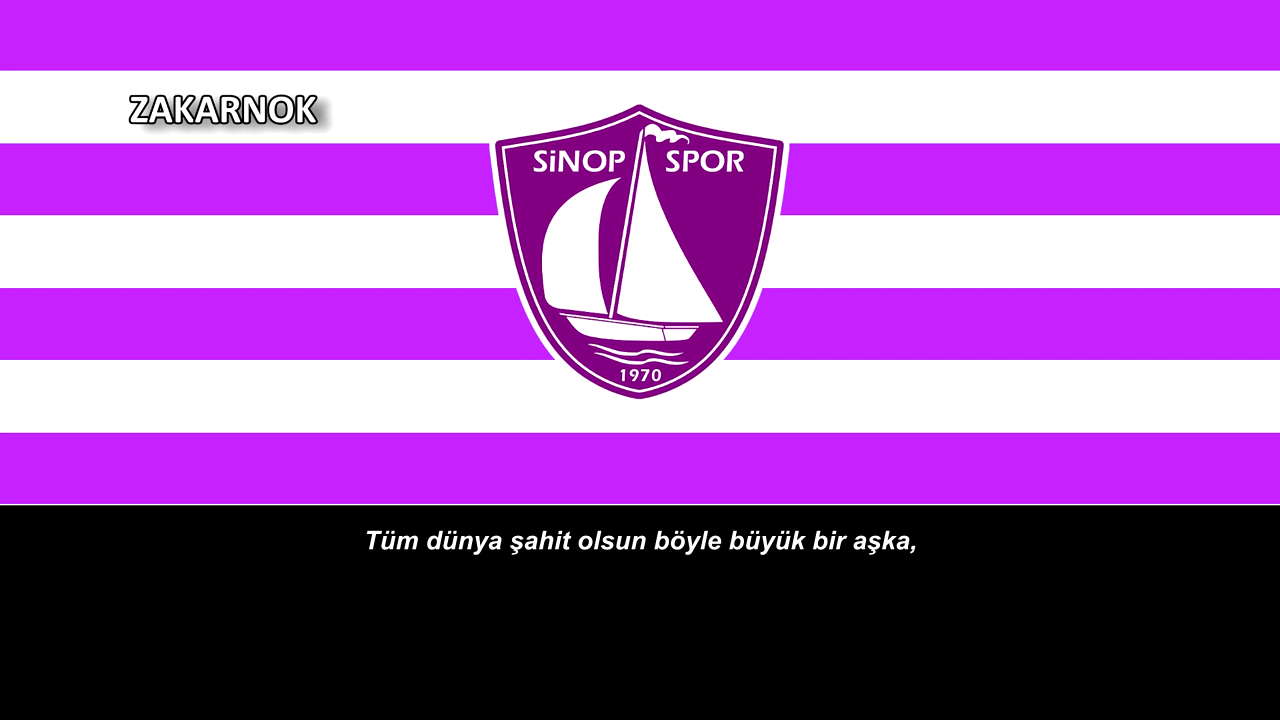 ZAKARNOK
SiNOP SPOR
1970
Tüm dünya şahit olsun böyle büyük bir aşka,